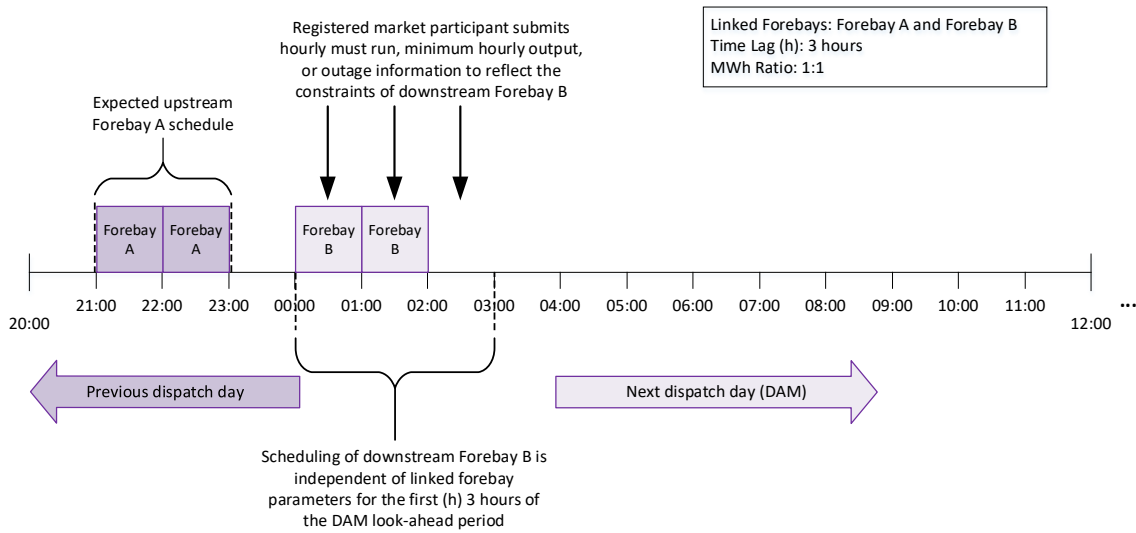 Linked Forebays: Forebay A and Forebay B
Time Lag (h): 3 hours
MWh Ratio: 1:1
Registered market participant submits
hourly must run, minimum hourly output,
or outage information to reflect the
constraints of downstream Forebay B
Expected upstream
Forebay A schedule
Forebay
A
Forebay
A
Forebay
B
Forebay
B
20:00
21:00
22:00
23:00
00:00
01:00
02:00
03:00
04:00
05:00
06:00
07:00
08:00
09:00
10:00
11:00
12:00
...
Previous dispatch day
Next dispatch day (DAM)
Scheduling of downstream Forebay B is
independent of linked forebay
parameters for the first (h) 3 hours of
the DAM look-ahead period